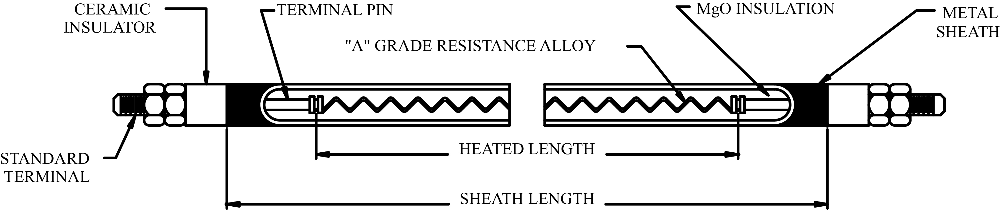 CERAMIC
INSULATOR
TERMINAL PIN
MgO INSULATION
METAL
SHEATH
"A" GRADE RESISTANCE ALLOY
STANDARD
TERMINAL
HEATED LENGTH
SHEATH LENGTH